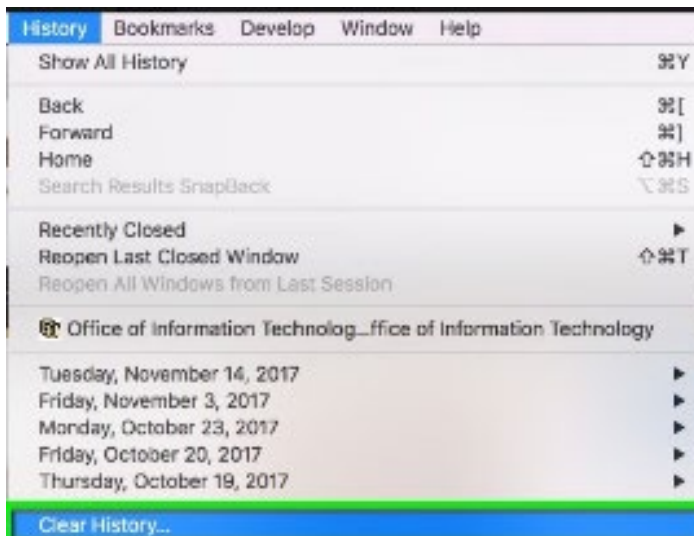 History Bookmarks Develop Window Help
Show All History ⌘Y
Back ⌘[
Forward ⌘]
Home ⇧⌘H
Search Results SnapBack ⌥⌘S
Recently Closed ▶
Reopen Last Closed Window ⇧⌘T
Reopen All Windows from Last Session
Office of Information Technolog...ffice of Information Technology
Tuesday, November 14, 2017 ▶
Friday, November 3, 2017 ▶
Monday, October 23, 2017 ▶
Friday, October 20, 2017 ▶
Thursday, October 19, 2017 ▶
Clear History...